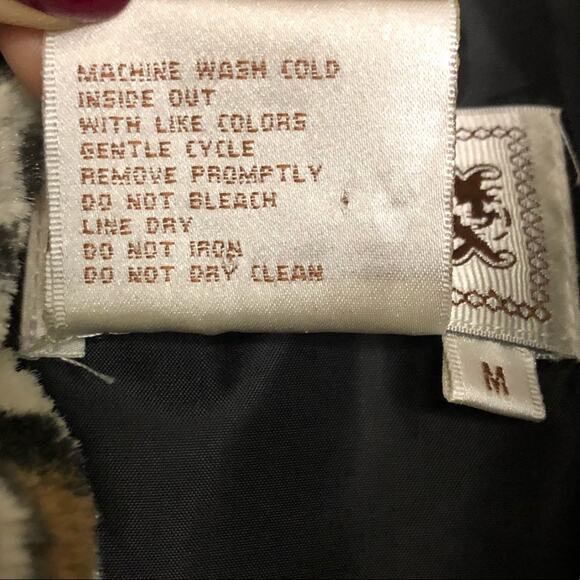 MACHINE WASH COLD
INSIDE OUT
WITH LIKE COLORS
GENTLE CYCLE
REMOVE PROMPTLY
DO NOT BLEACH
LINE DRY
DO NOT IRON
DO NOT DRY CLEAN
M